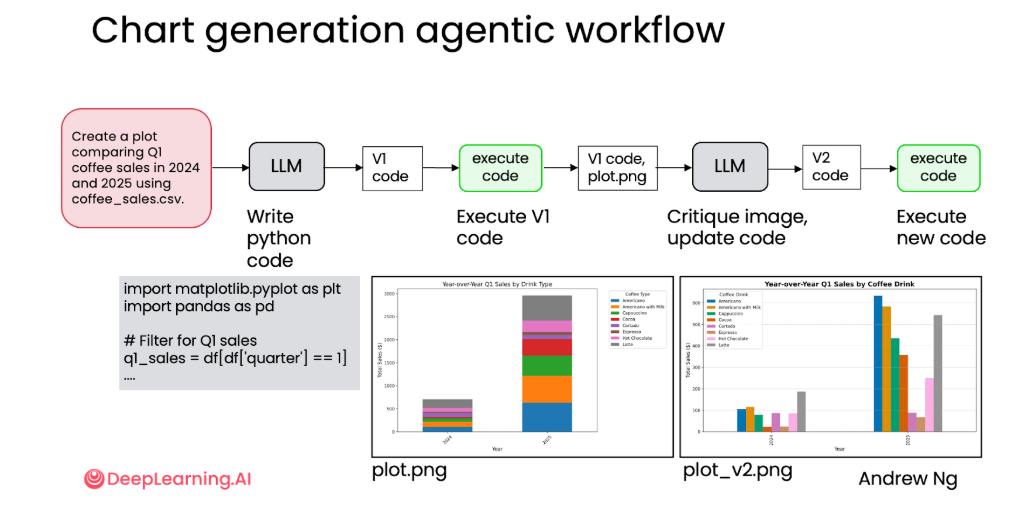 Chart generation agentic workflow
Create a plot
comparing Q1
coffee sales in 2024
and 2025 using
coffee_sales.csv.
LLM
V1
code
execute
code
V1 code,
plot.png
LLM
V2
code
execute
code
Write
python
code
Execute V1
code
Critique image,
update code
Execute
new code
import matplotlib.pyplot as plt
import pandas as pd
# Filter for Q1 sales
q1_sales = df[df['quarter'] == 1]
....
Year-over-Year Q1 Sales by Drink Type
Total Sales ($)
3000
2500
2000
1500
1000
500
0
2024
2025
Year
Coffee Type
Americano
Americano with Milk
Cappuccino
Cocoa
Cortado
Espresso
Hot Chocolate
Latte
plot.png
Year-over-Year Q1 Sales by Coffee Drink
Total Sales ($)
600
500
400
300
200
100
0
2024
2025
Year
Coffee Drink
Americano
Americano with Milk
Cappuccino
Cocoa
Cortado
Espresso
Hot Chocolate
Latte
plot_v2.png
DeepLearning.AI
Andrew Ng